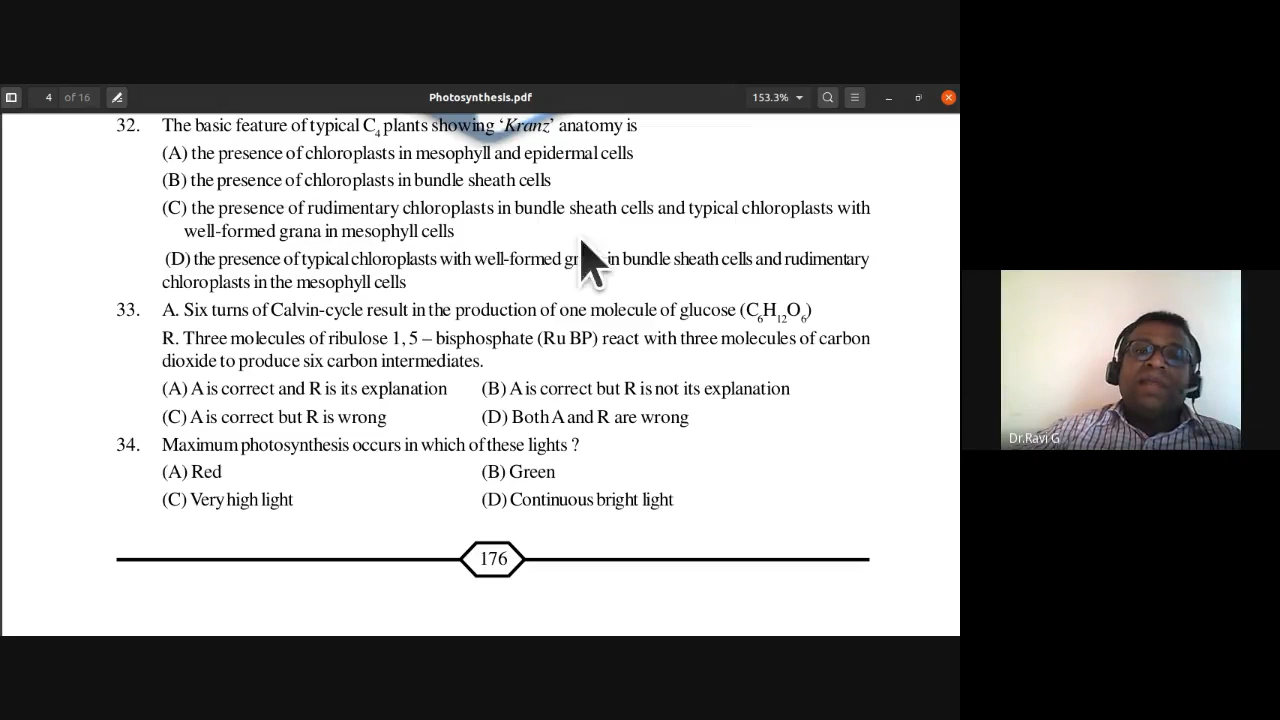 4 of 16
Photosynthesis.pdf
153.3%
32. The basic feature of typical C4 plants showing ‘Kranz’ anatomy is
(A) the presence of chloroplasts in mesophyll and epidermal cells
(B) the presence of chloroplasts in bundle sheath cells
(C) the presence of rudimentary chloroplasts in bundle sheath cells and typical chloroplasts with
well-formed grana in mesophyll cells
(D) the presence of typical chloroplasts with well-formed in bundle sheath cells and rudimentary
chloroplasts in the mesophyll cells
33. A. Six turns of Calvin-cycle result in the production of one molecule of glucose (C6H12O6)
R. Three molecules of ribulose 1, 5 – bisphosphate (Ru BP) react with three molecules of carbon
dioxide to produce six carbon intermediates.
(A) A is correct and R is its explanation (B) A is correct but R is not its explanation
(C) A is correct but R is wrong (D) Both A and R are wrong
34. Maximum photosynthesis occurs in which of these lights ?
(A) Red (B) Green
(C) Very high light (D) Continuous bright light
176
Dr.Ravi G